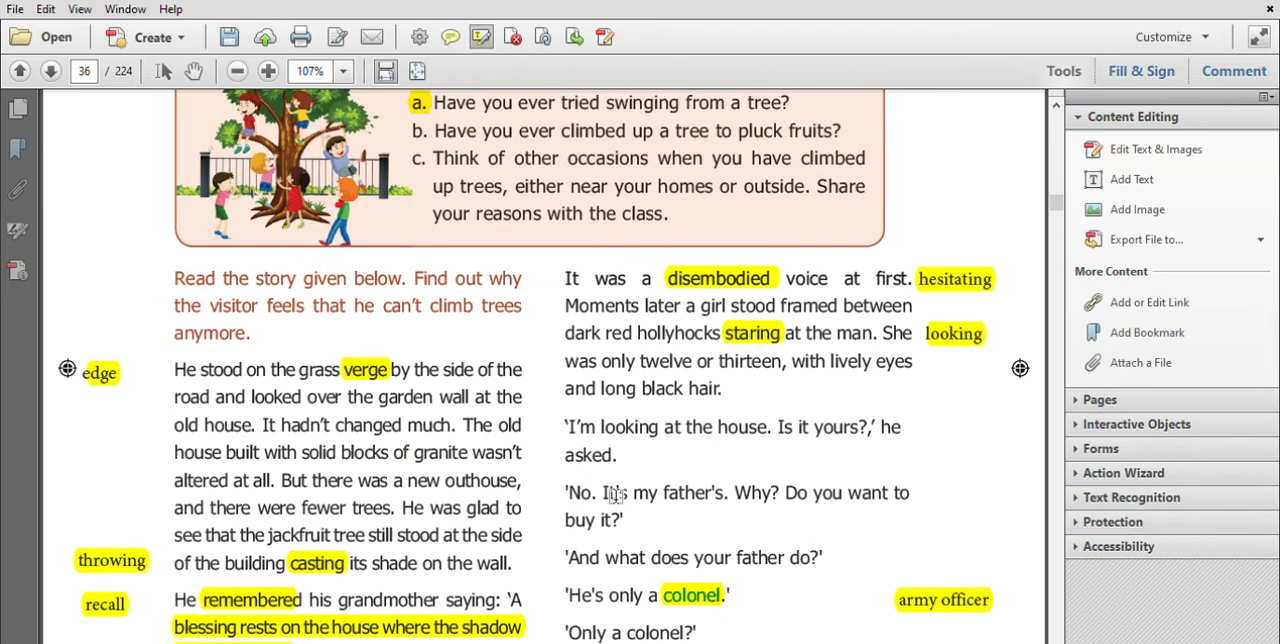 File Edit View Window Help
Open Create Customize
36 / 224 107% Tools Fill & Sign Comment
a. Have you ever tried swinging from a tree?
b. Have you ever climbed up a tree to pluck fruits?
c. Think of other occasions when you have climbed
up trees, either near your homes or outside. Share
your reasons with the class.
Read the story given below. Find out why
the visitor feels that he can't climb trees
anymore.
edge
He stood on the grass verge by the side of the
road and looked over the garden wall at the
old house. It hadn't changed much. The old
house built with solid blocks of granite wasn't
altered at all. But there was a new outhouse,
and there were fewer trees. He was glad to
see that the jackfruit tree still stood at the side
throwing
of the building casting its shade on the wall.
recall
He remembered his grandmother saying: 'A
blessing rests on the house where the shadow
It was a disembodied voice at first. hesitating
Moments later a girl stood framed between
dark red hollyhocks staring at the man. She looking
was only twelve or thirteen, with lively eyes
and long black hair.
'I'm looking at the house. Is it yours?,' he
asked.
'No. It's my father's. Why? Do you want to
buy it?'
'And what does your father do?'
'He's only a colonel.' army officer
'Only a colonel?'
Content Editing
Edit Text & Images
Add Text
Add Image
Export File to...
More Content
Add or Edit Link
Add Bookmark
Attach a File
Pages
Interactive Objects
Forms
Action Wizard
Text Recognition
Protection
Accessibility